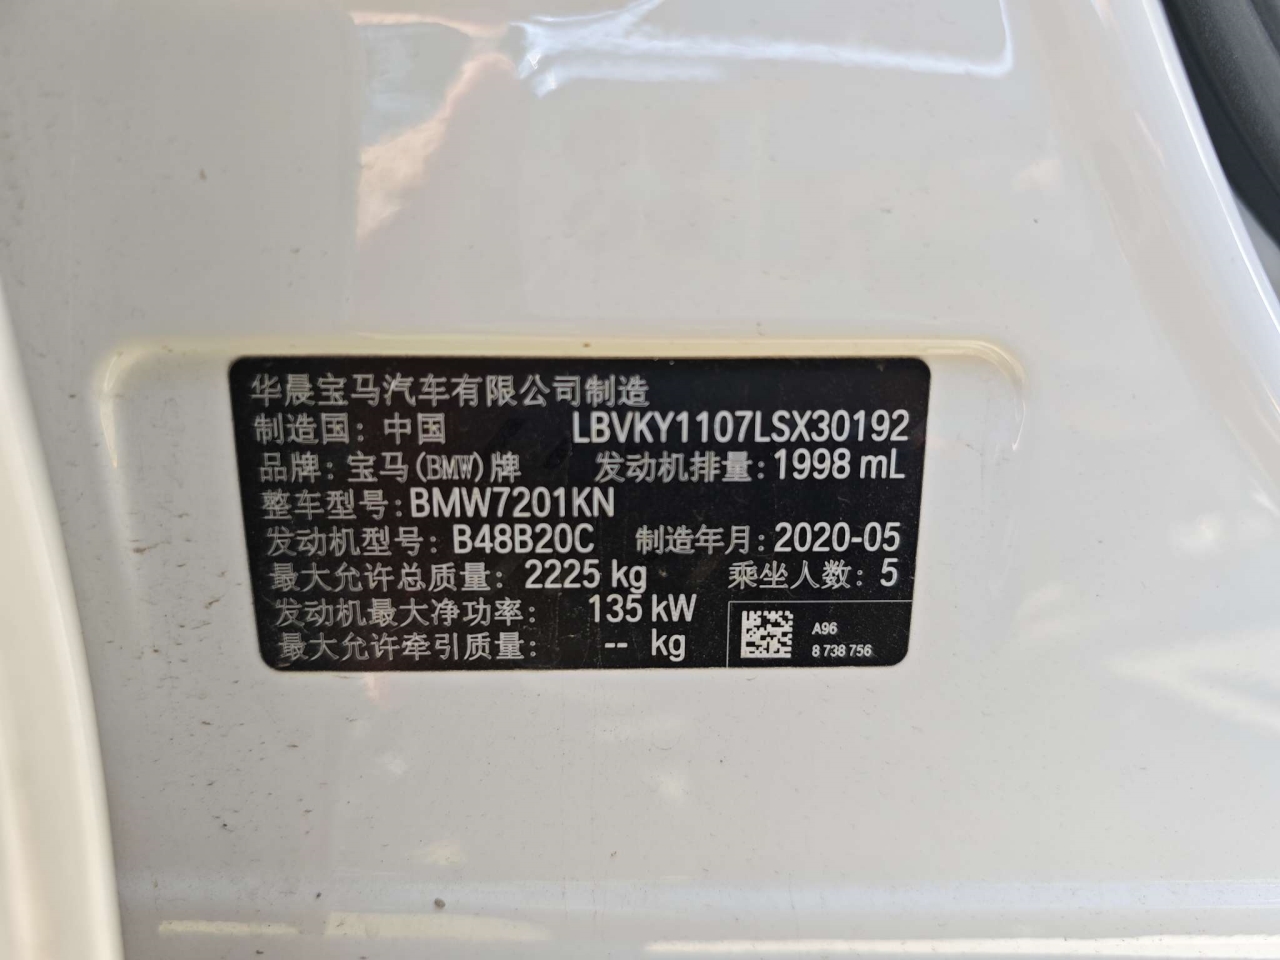 华晨宝马汽车有限公司制造
制造国：中国 LBVKY1107LSX30192
品牌：宝马(BMW)牌 发动机排量：1998 mL
整车型号：BMW7201KN
发动机型号：B48B20C 制造年月：2020-05
最大允许总质量：2225 kg 乘坐人数：5
发动机最大净功率：135 kW
最大允许牵引质量：-- kg
A96
8 738 756